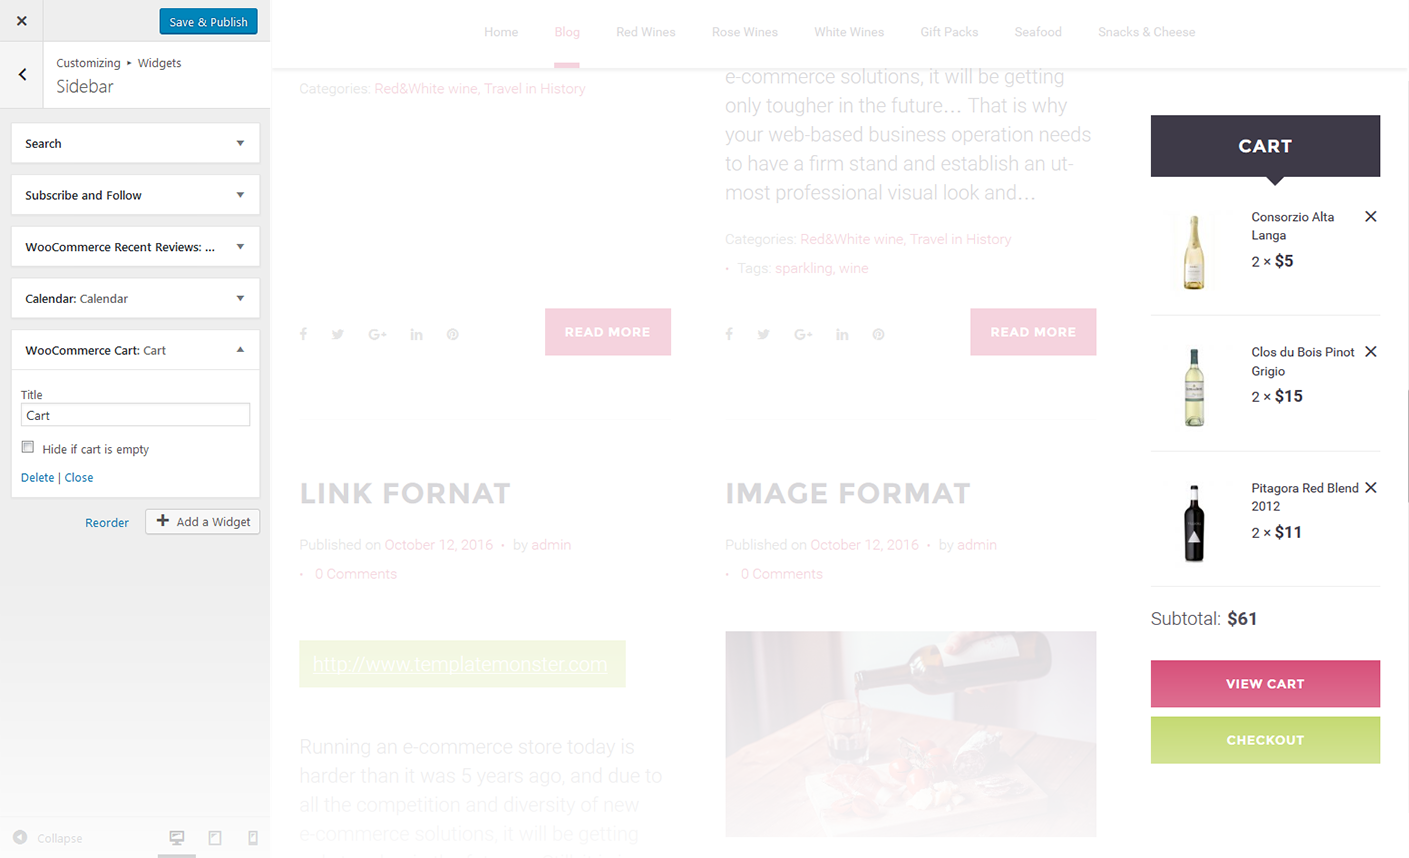 Save & Publish
Customizing ▸ Widgets
Sidebar
Search
Subscribe and Follow
WooCommerce Recent Reviews: ...
Calendar: Calendar
WooCommerce Cart: Cart
Title
Cart
Hide if cart is empty
Delete | Close
Reorder
Add a Widget
Collapse
Home Blog Red Wines Rose Wines White Wines Gift Packs Seafood Snacks & Cheese
Categories: Red&White wine, Travel in History
READ MORE
LINK FORNAT
Published on October 12, 2016 • by admin
• 0 Comments
http://www.templatemonster.com
Running an e-commerce store today is
harder than it was 5 years ago, and due to
all the competition and diversity of new
e-commerce solutions, it will be getting
e-commerce solutions, it will be getting
only tougher in the future… That is why
your web-based business operation needs
to have a firm stand and establish an ut-
most professional visual look and…
Categories: Red&White wine, Travel in History
• Tags: sparkling, wine
READ MORE
IMAGE FORMAT
Published on October 12, 2016 • by admin
• 0 Comments
CART
Consorzio Alta
Langa
2 × $5
Clos du Bois Pinot
Grigio
2 × $15
Pitagora Red Blend
2012
2 × $11
Subtotal: $61
VIEW CART
CHECKOUT